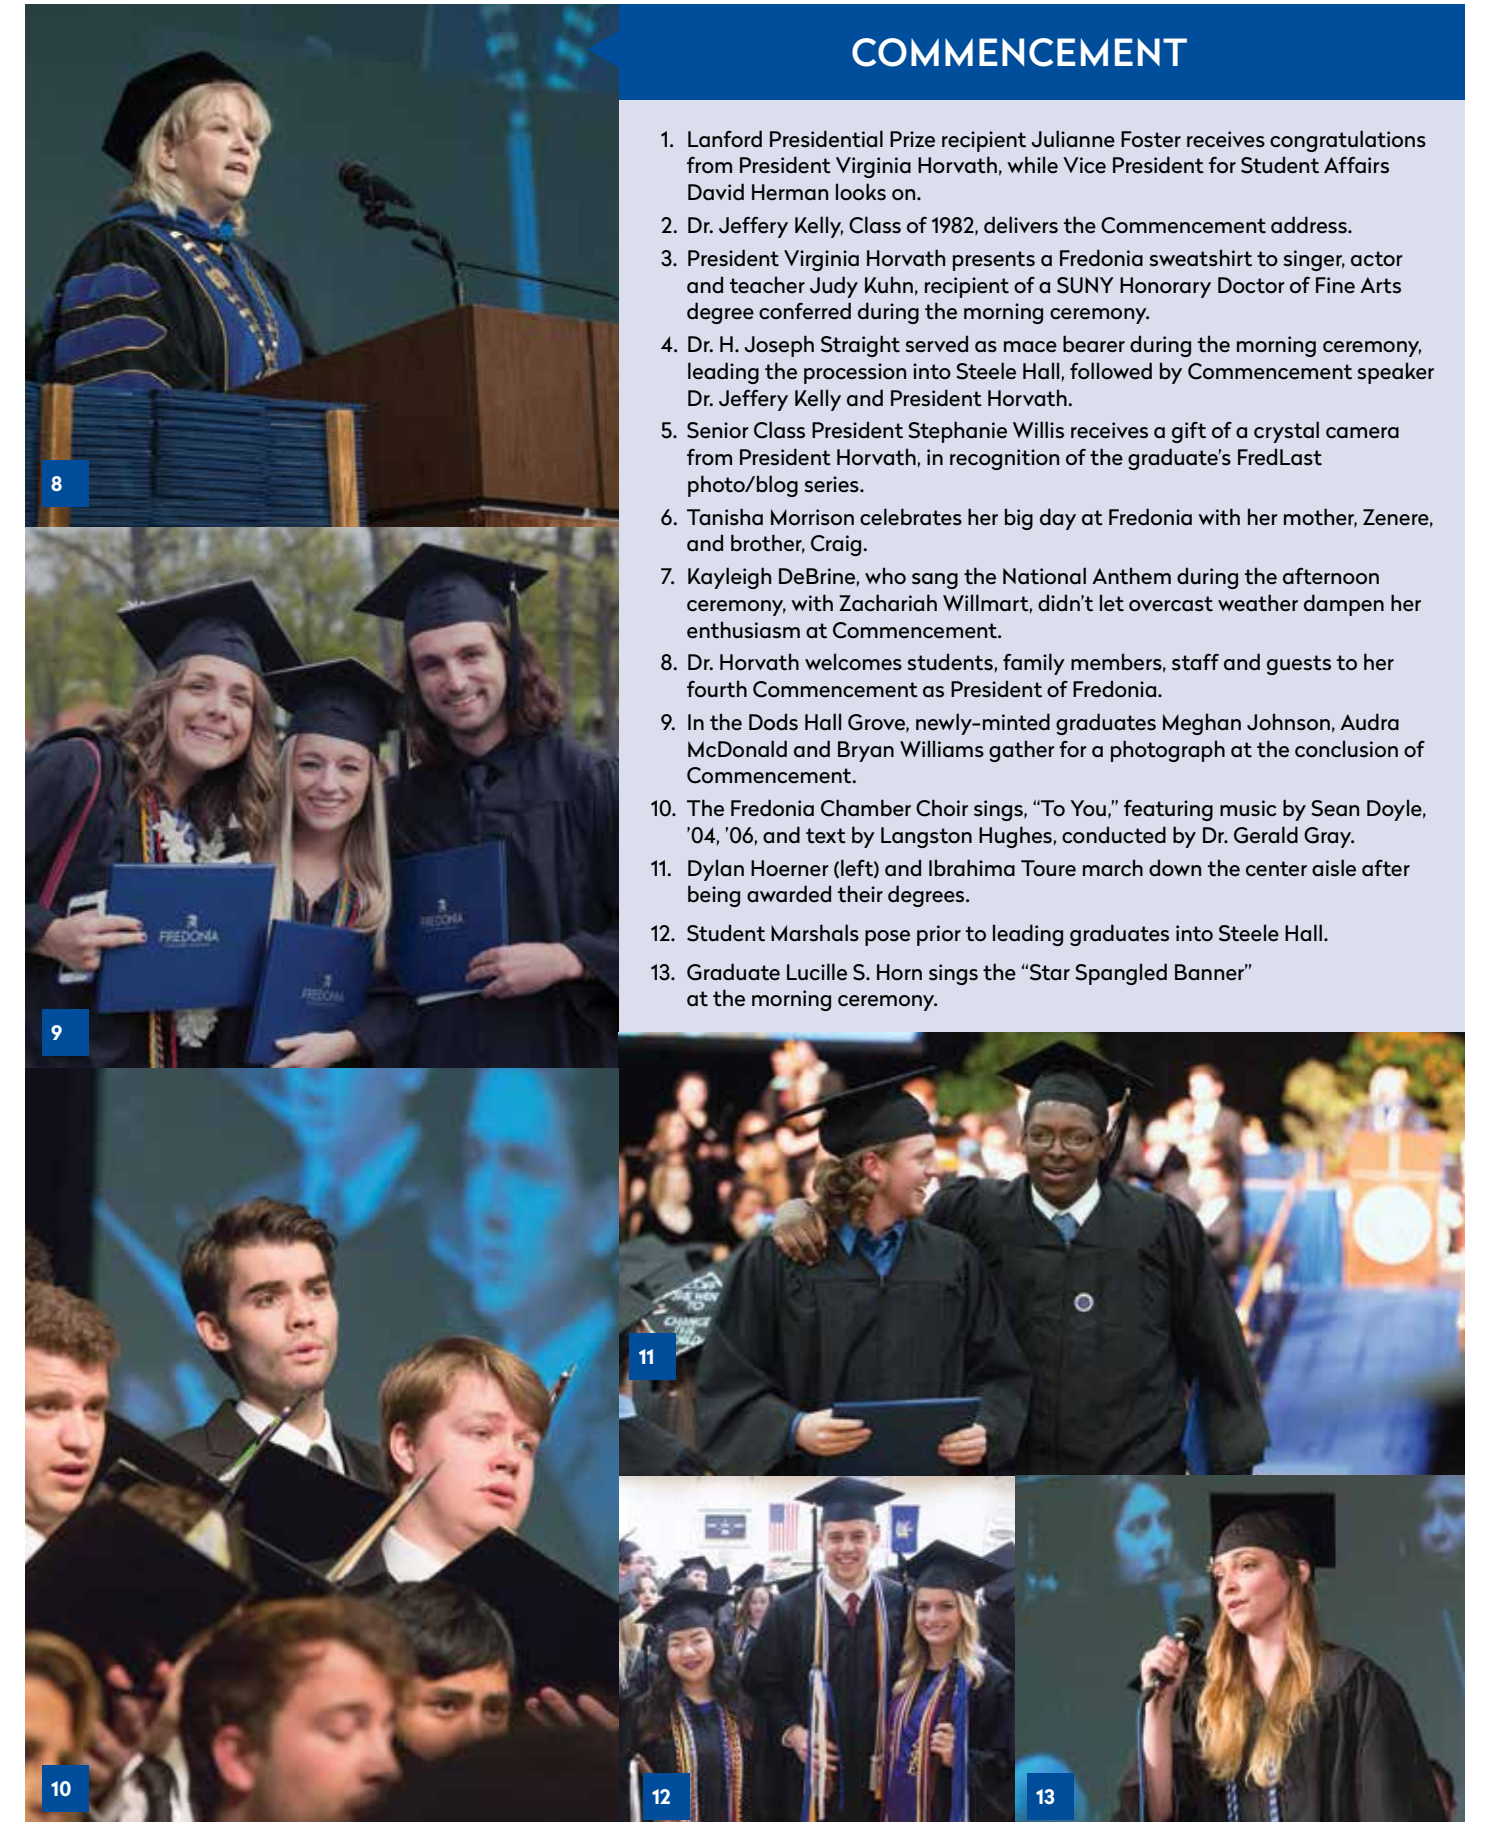 COMMENCEMENT
1. Lanford Presidential Prize recipient Julianne Foster receives congratulations
from President Virginia Horvath, while Vice President for Student Affairs
David Herman looks on.
2. Dr. Jeffery Kelly, Class of 1982, delivers the Commencement address.
3. President Virginia Horvath presents a Fredonia sweatshirt to singer, actor
and teacher Judy Kuhn, recipient of a SUNY Honorary Doctor of Fine Arts
degree conferred during the morning ceremony.
4. Dr. H. Joseph Straight served as mace bearer during the morning ceremony,
leading the procession into Steele Hall, followed by Commencement speaker
Dr. Jeffery Kelly and President Horvath.
5. Senior Class President Stephanie Willis receives a gift of a crystal camera
from President Horvath, in recognition of the graduate’s FredLast
photo/blog series.
6. Tanisha Morrison celebrates her big day at Fredonia with her mother, Zenere,
and brother, Craig.
7. Kayleigh DeBrine, who sang the National Anthem during the afternoon
ceremony, with Zachariah Willmart, didn’t let overcast weather dampen her
enthusiasm at Commencement.
8. Dr. Horvath welcomes students, family members, staff and guests to her
fourth Commencement as President of Fredonia.
9. In the Dods Hall Grove, newly-minted graduates Meghan Johnson, Audra
McDonald and Bryan Williams gather for a photograph at the conclusion of
Commencement.
10. The Fredonia Chamber Choir sings, “To You,” featuring music by Sean Doyle,
’04, ’06, and text by Langston Hughes, conducted by Dr. Gerald Gray.
11. Dylan Hoerner (left) and Ibrahima Toure march down the center aisle after
being awarded their degrees.
12. Student Marshals pose prior to leading graduates into Steele Hall.
13. Graduate Lucille S. Horn sings the “Star Spangled Banner”
at the morning ceremony.
8
FREDONIA
FREDONIA
FREDONIA
9
10
TO
CHANGE
11
12
13